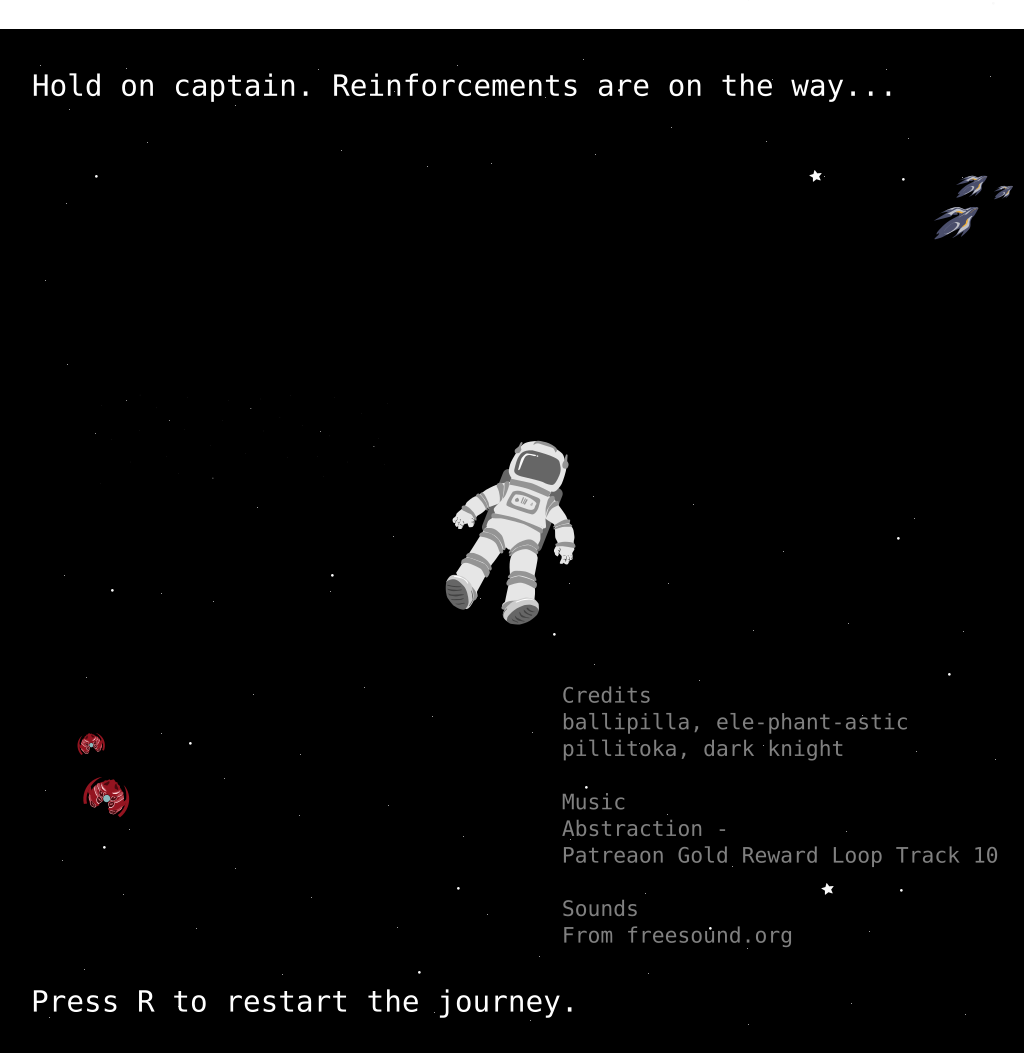 Hold on captain. Reinforcements are on the way...
Credits
ballipilla, ele-phant-astic
pillitoka, dark knight
Music
Abstraction -
Patreaon Gold Reward Loop Track 10
Sounds
From freesound.org
Press R to restart the journey.